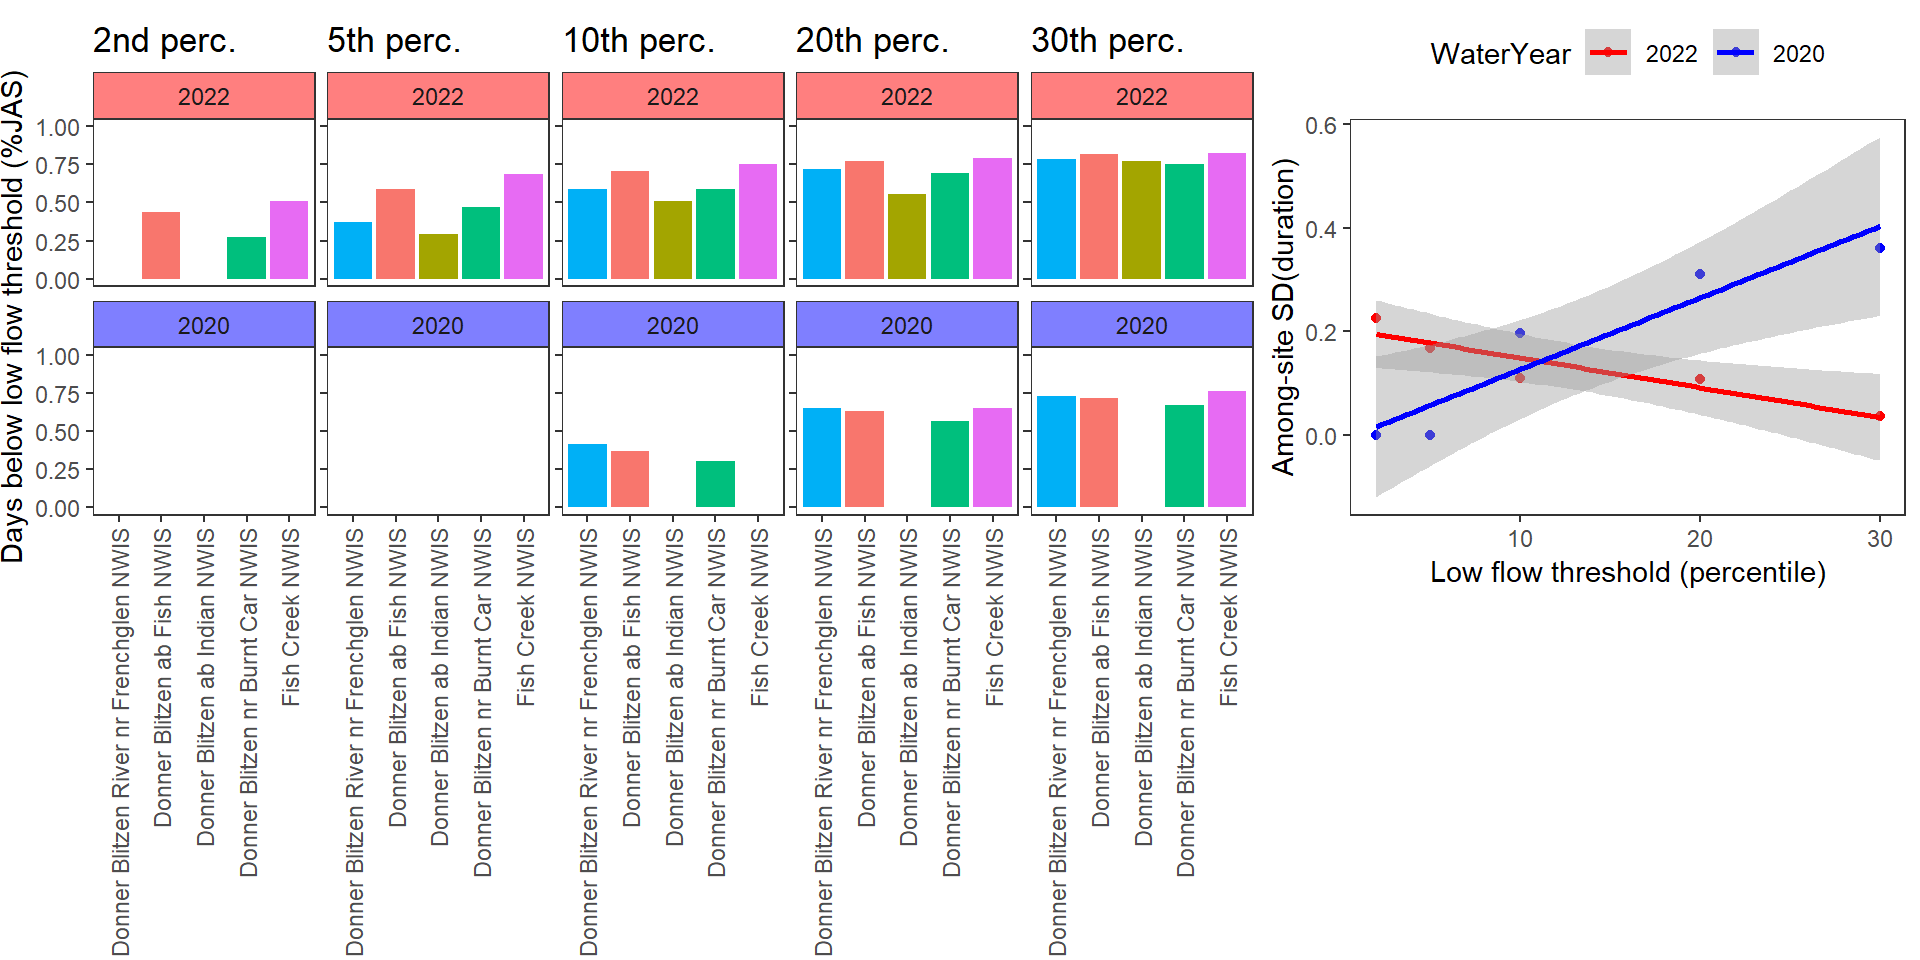 2nd perc.
5th perc.
10th perc.
20th perc.
30th perc.
WaterYear
2022
2020
Days below low flow threshold (%JAS)
2022
2022
2022
2022
2022
1.00
0.75
0.50
0.25
0.00
2020
2020
2020
2020
2020
1.00
0.75
0.50
0.25
0.00
Donner Blitzen River nr Frenchglen NWIS
Donner Blitzen ab Fish NWIS
Donner Blitzen ab Indian NWIS
Donner Blitzen nr Burnt Car NWIS
Fish Creek NWIS
Donner Blitzen River nr Frenchglen NWIS
Donner Blitzen ab Fish NWIS
Donner Blitzen ab Indian NWIS
Donner Blitzen nr Burnt Car NWIS
Fish Creek NWIS
Donner Blitzen River nr Frenchglen NWIS
Donner Blitzen ab Fish NWIS
Donner Blitzen ab Indian NWIS
Donner Blitzen nr Burnt Car NWIS
Fish Creek NWIS
Donner Blitzen River nr Frenchglen NWIS
Donner Blitzen ab Fish NWIS
Donner Blitzen ab Indian NWIS
Donner Blitzen nr Burnt Car NWIS
Fish Creek NWIS
Donner Blitzen River nr Frenchglen NWIS
Donner Blitzen ab Fish NWIS
Donner Blitzen ab Indian NWIS
Donner Blitzen nr Burnt Car NWIS
Fish Creek NWIS
Among-site SD(duration)
0.6
0.4
0.2
0.0
10
20
30
Low flow threshold (percentile)